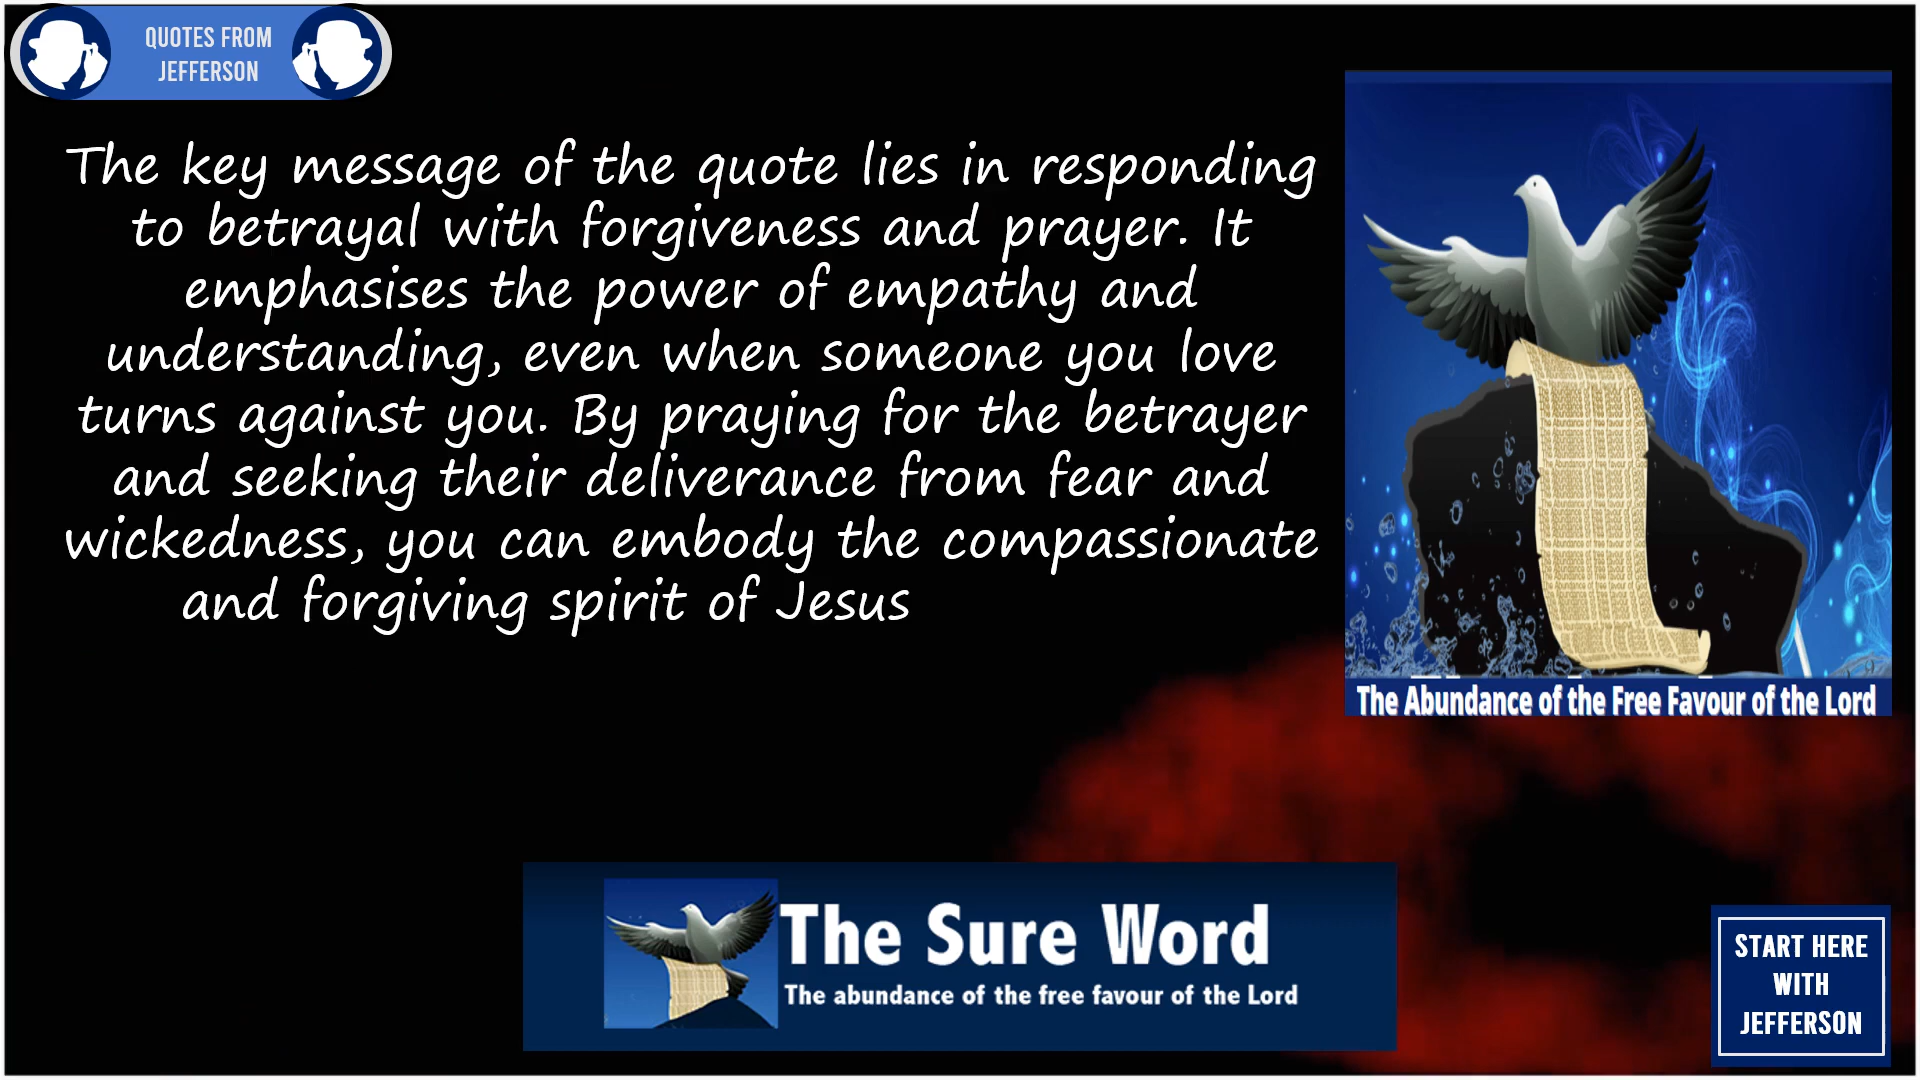 QUOTES FROM
JEFFERSON
The key message of the quote lies in responding
to betrayal with forgiveness and prayer. It
emphasises the power of empathy and
understanding, even when someone you love
turns against you. By praying for the betrayer
and seeking their deliverance from fear and
wickedness, you can embody the compassionate
and forgiving spirit of Jesus
The Abundance of the Free Favour of the Lord
The Sure Word
The abundance of the free favour of the Lord
START HERE
WITH
JEFFERSON